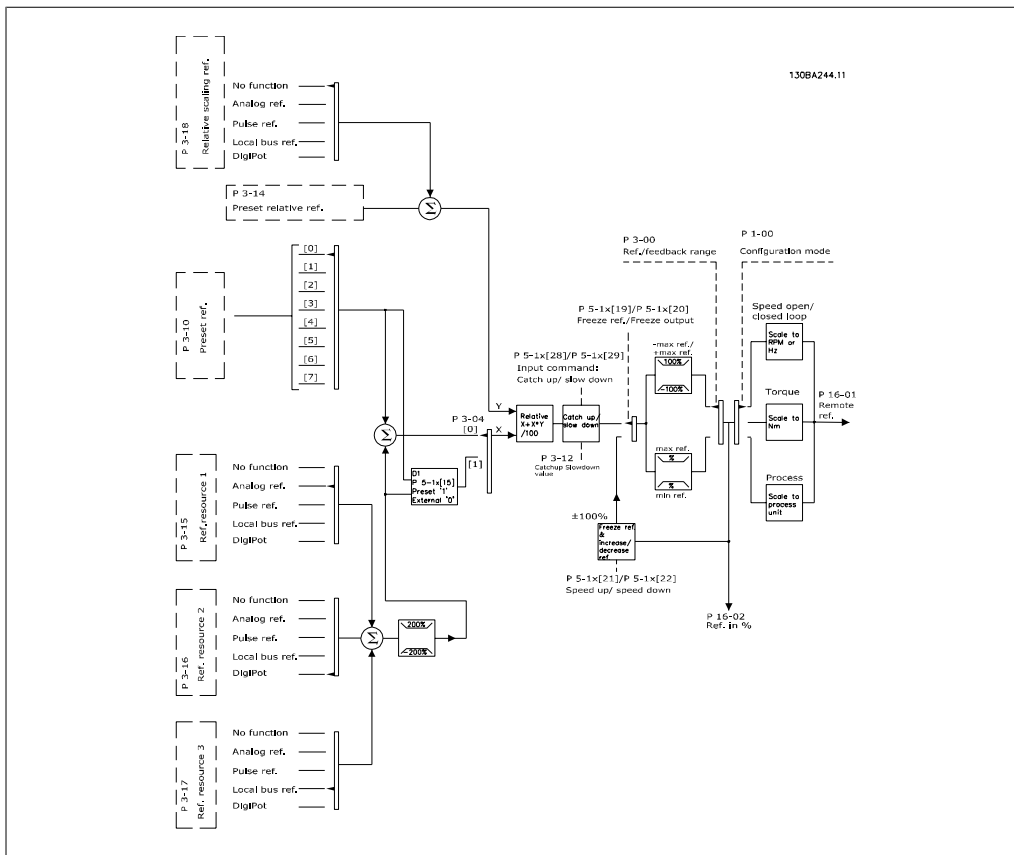 130BA244.11
P 3-18
Relative scaling ref.
No function
Analog ref.
Pulse ref.
Local bus ref.
DigiPot
P 3-14
Preset relative ref.
Σ
P 3-10
Preset ref.
[0]
[1]
[2]
[3]
[4]
[5]
[6]
[7]
P 3-15
Ref.resource 1
No function
Analog ref.
Pulse ref.
Local bus ref.
DigiPot
P 3-16
Ref. resource 2
No function
Analog ref.
Pulse ref.
Local bus ref.
DigiPot
P 3-17
Ref. resource 3
No function
Analog ref.
Pulse ref.
Local bus ref.
DigiPot
Σ
200%
-200%
Σ
D1
P 5-1x[15]
Preset '1'
External '0'
P 3-04
[0]
[1]
Y
X
Relative
X+X*Y
/100
P 5-1x[28]/P 5-1x[29]
Input command:
Catch up/ slow down
Catch up/
slow down
P 3-12
Catchup Slowdown
value
P 5-1x[19]/P 5-1x[20]
Freeze ref./Freeze output
±100%
Freeze ref.
&
increase/
decrease
ref.
P 5-1x[21]/P 5-1x[22]
Speed up/ speed down
-max ref./
+max ref.
100%
-100%
max ref.
%
%
min ref.
P 3-00
Ref./feedback range
P 1-00
Configuration mode
Speed open/
closed loop
Scale to
RPM or
Hz
Torque
Scale to
Nm
Process
Scale to
process
unit
P 16-01
Remote
ref.
P 16-02
Ref. in %